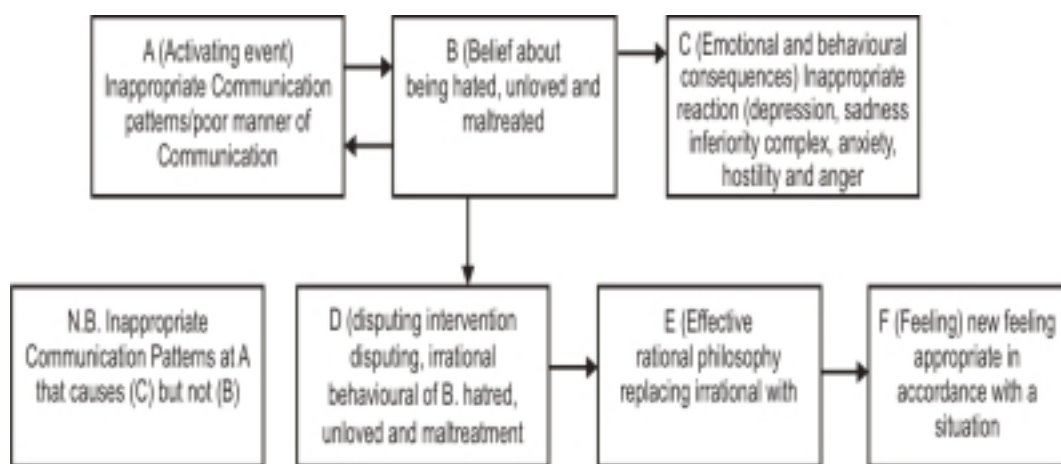 A (Activating event)
Inappropriate Communication
patterns/poor manner of
Communication
B (Belief about
being hated, unloved and
maltreated
C (Emotional and behavioural
consequences) Inappropriate
reaction (depression, sadness
inferiority complex, anxiety,
hostility and anger
N.B. Inappropriate
Communication Patterns at A
that causes (C) but not (B)
D (disputing intervention
disputing, irrational
behavioural of B. hatred,
unloved and maltreatment
E (Effective
rational philosophy
replacing irrational with
F (Feeling) new feeling
appropriate in
accordance with a
situation